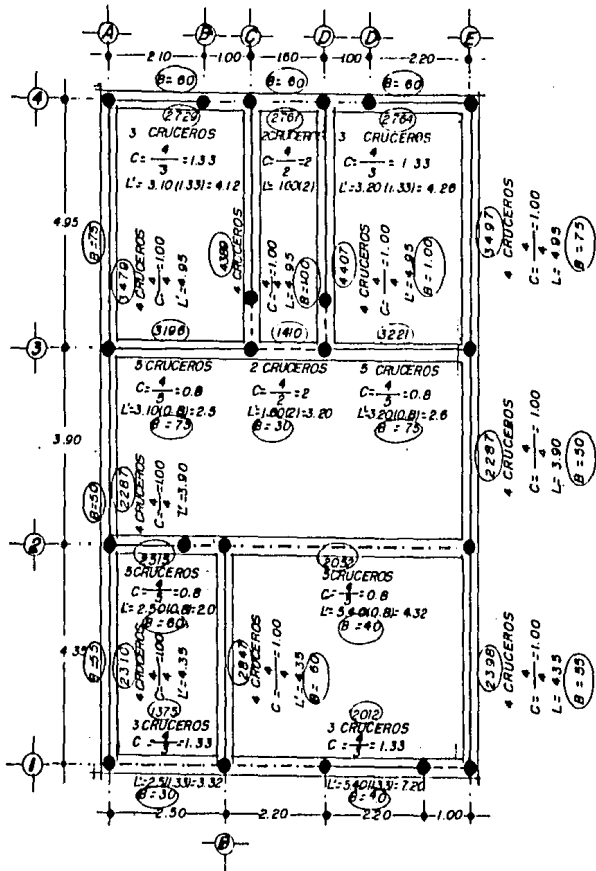 A B C D D E
2.10 1.00 1.60 1.00 2.20
B=60 B=60 B=60
4
2729 2761 2764
3 CRUCEROS 2 CRUCER 3 CRUCEROS
C= 4/3 =1.33 C= 4/2 =2 C= 4/3 = 1.33
L'= 3.10(1.33)= 4.12 L= 1.60(2) L'=3.20(1.33)= 4.26
4.95
B=75
3479
4 CRUCEROS
C= 4/4 =1.00
L'=4.95
4399
4 CRUCEROS
C= 4/4 =1.00
L= 4.95
B=1.00
4407
4 CRUCEROS
C= 4/4 =1.00
L'=4.95
B=1.00
3497
4 CRUCEROS
C= 4/4 =1.00
L= 4.95
B=75
3196 1410 3221
3
5 CRUCEROS 2 CRUCEROS 5 CRUCEROS
C= 4/5 =0.8 C= 4/2 =2 C= 4/5 =0.8
L'=3.10(0.8)=2.5 L=1.60(2)=3.20 L'=3.20(0.8)=2.6
B=75 B=30 B=75
3.90
B=50
2287
4 CRUCEROS
C= 4/4 =1.00
L'=3.90
2287
4 CRUCEROS
C= 4/4 = 1.00
L= 3.90
B=50
2
2033
5 CRUCEROS 5 CRUCEROS
C= 4/5 =0.8 C= 4/5 =0.8
L'= 2.50(0.8)= 2.0 L'= 5.40(0.8)= 4.32
B=60 B=40
4.35
B=55
2310
4 CRUCEROS
C= 4/4 =1.00
L'=4.35
2847
4 CRUCEROS
C= 4/4 =1.00
L'=4.35
B= 60
2398
4 CRUCEROS
C= 4/4 =1.00
L= 4.35
B=55
1375 2012
3 CRUCEROS 3 CRUCEROS
C= 4/3 =1.33 C= 4/3 = 1.33
1
L'=2.5(1.33)=3.32 L'=5.40(1.33)=7.20
B=30 B=40
2.50 2.20 2.20 1.00
B